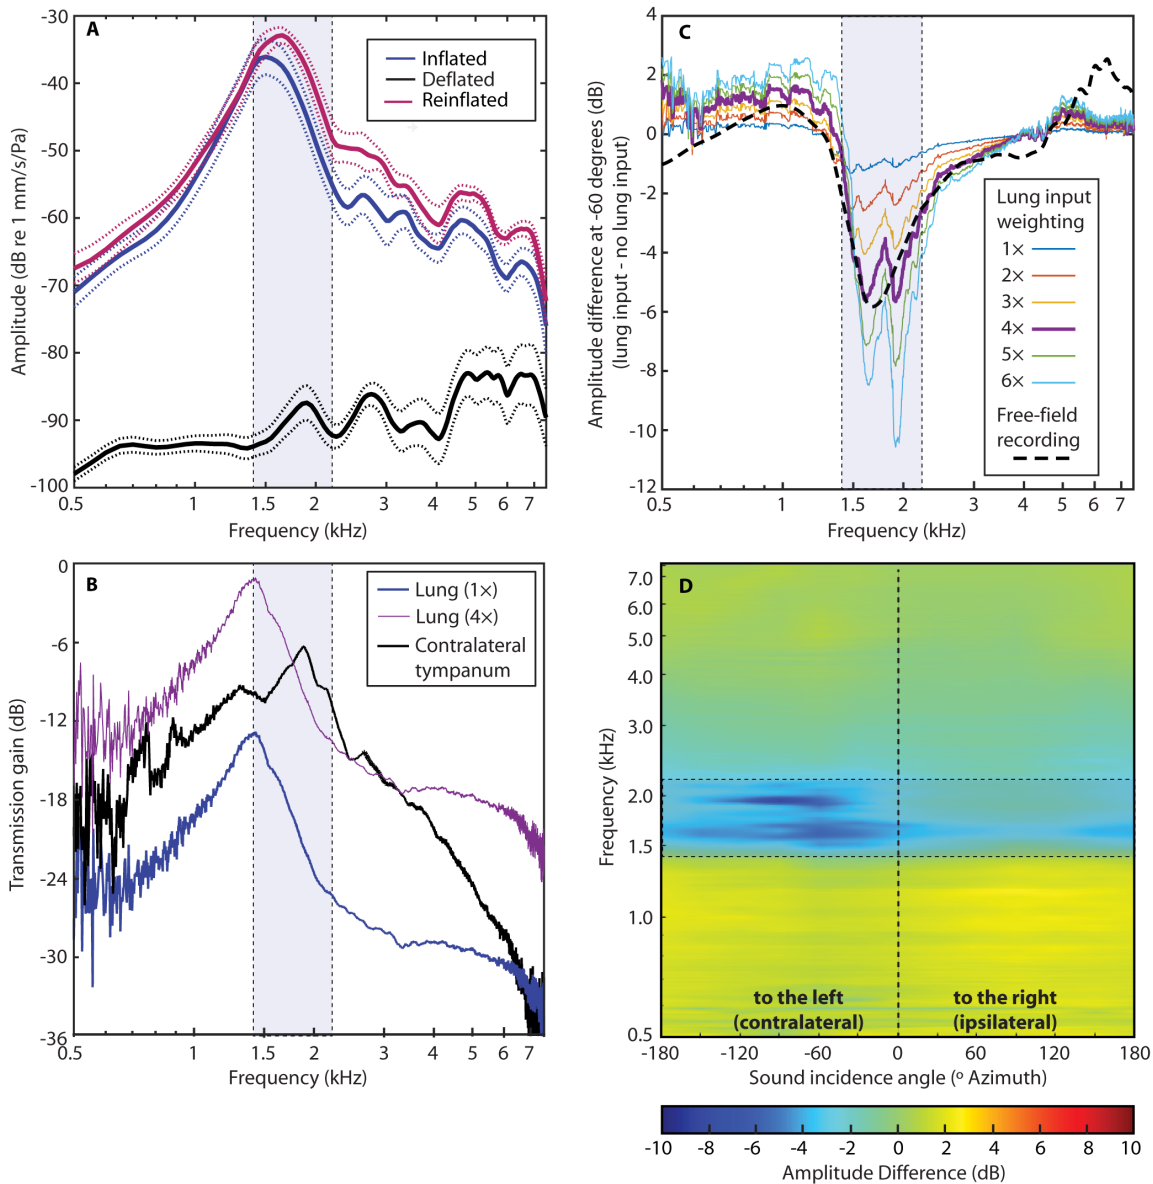 A
Amplitude (dB re 1 mm/s/Pa)
-30
-40
-50
-60
-70
-80
-90
-100
Inflated
Deflated
Reinflated
0.5 1 1.5 2 3 4 5 6 7
Frequency (kHz)
C
Amplitude difference at -60 degrees (dB)
(lung input - no lung input)
4
2
0
-2
-4
-6
-8
-10
-12
Lung input
weighting
1×
2×
3×
4×
5×
6×
Free-field
recording
0.5 1 1.5 2 3 4 5 6 7
Frequency (kHz)
B
Transmission gain (dB)
0
-6
-12
-18
-24
-30
-36
Lung (1×)
Lung (4×)
Contralateral
tympanum
0.5 1 1.5 2 3 4 5 6 7
Frequency (kHz)
D
Frequency (kHz)
7.0
6.0
5.0
4.0
3.0
2.0
1.5
1.0
0.5
to the left
(contralateral)
to the right
(ipsilateral)
-180 -120 -60 0 60 120 180
Sound incidence angle (º Azimuth)
-10 -8 -6 -4 -2 0 2 4 6 8 10
Amplitude Difference (dB)